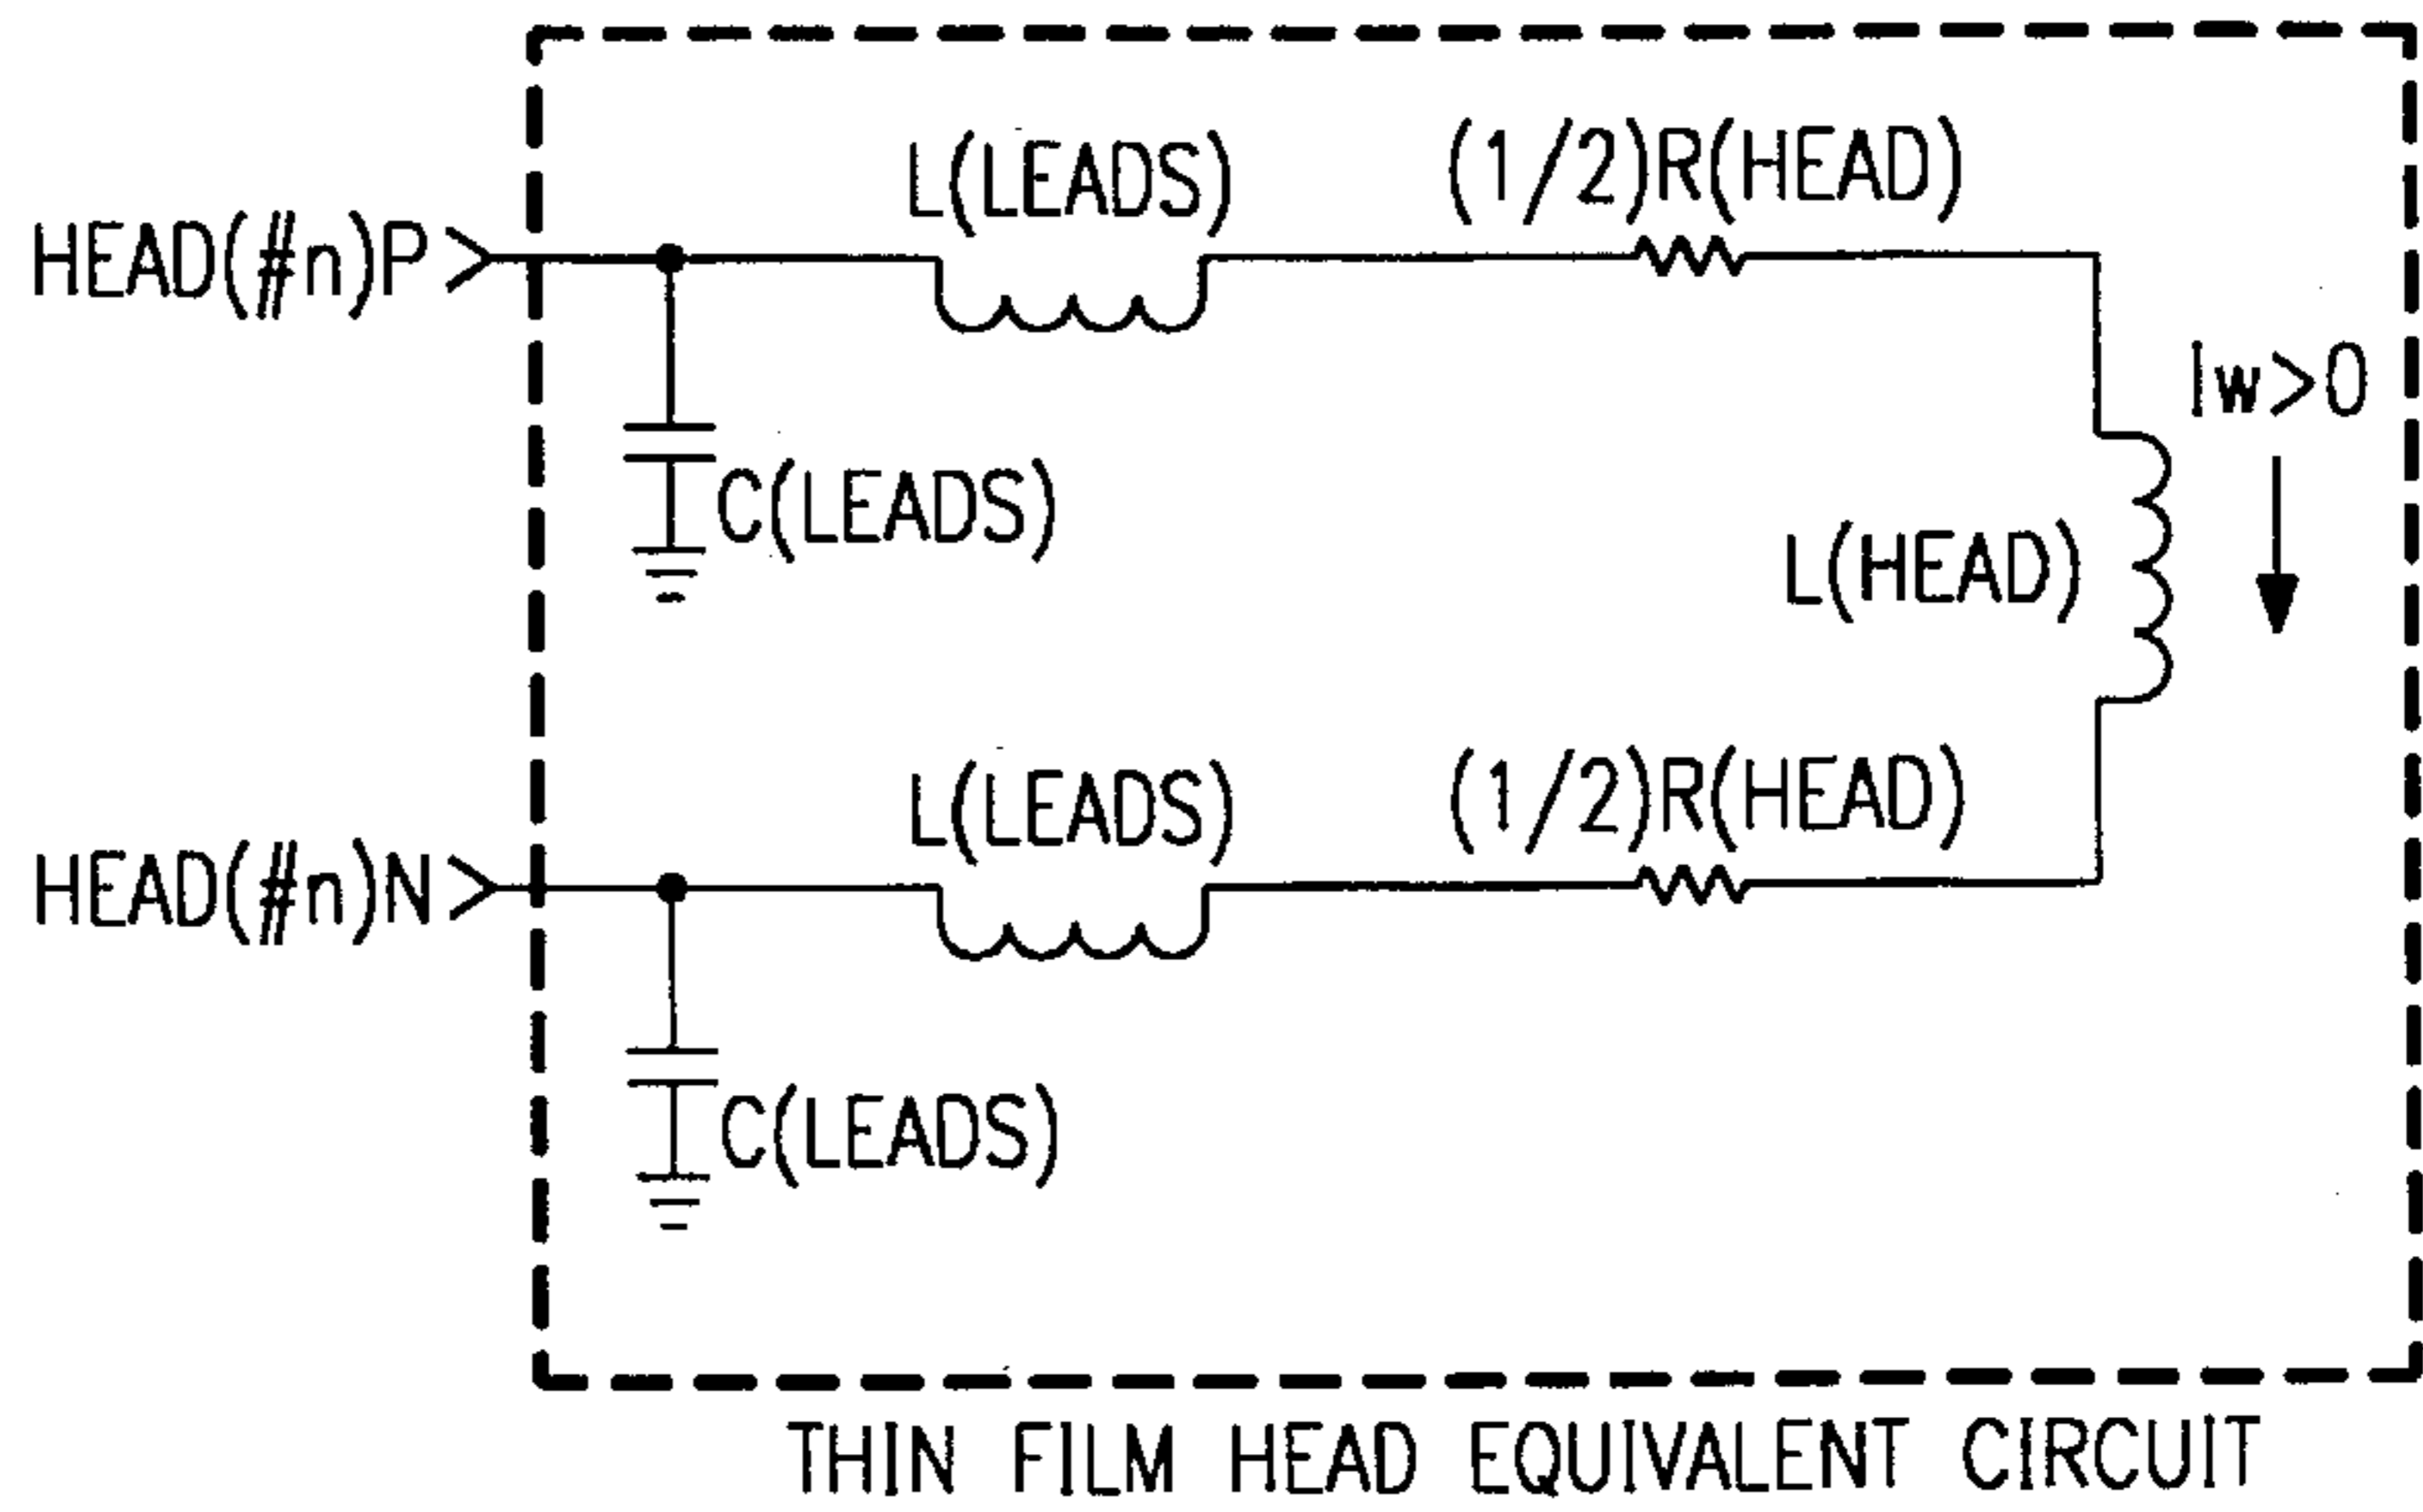 L(LEADS)
(1/2)R(HEAD)
HEAD(#n)P
Iw>0
C(LEADS)
L(HEAD)
L(LEADS)
(1/2)R(HEAD)
HEAD(#n)N
C(LEADS)
THIN FILM HEAD EQUIVALENT CIRCUIT